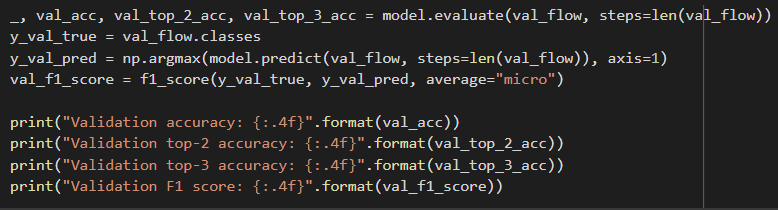 _, val_acc, val_top_2_acc, val_top_3_acc = model.evaluate(val_flow, steps=len(val_flow))
y_val_true = val_flow.classes
y_val_pred = np.argmax(model.predict(val_flow, steps=len(val_flow)), axis=1)
val_f1_score = f1_score(y_val_true, y_val_pred, average="micro")

print("Validation accuracy: {:.4f}".format(val_acc))
print("Validation top-2 accuracy: {:.4f}".format(val_top_2_acc))
print("Validation top-3 accuracy: {:.4f}".format(val_top_3_acc))
print("Validation F1 score: {:.4f}".format(val_f1_score))